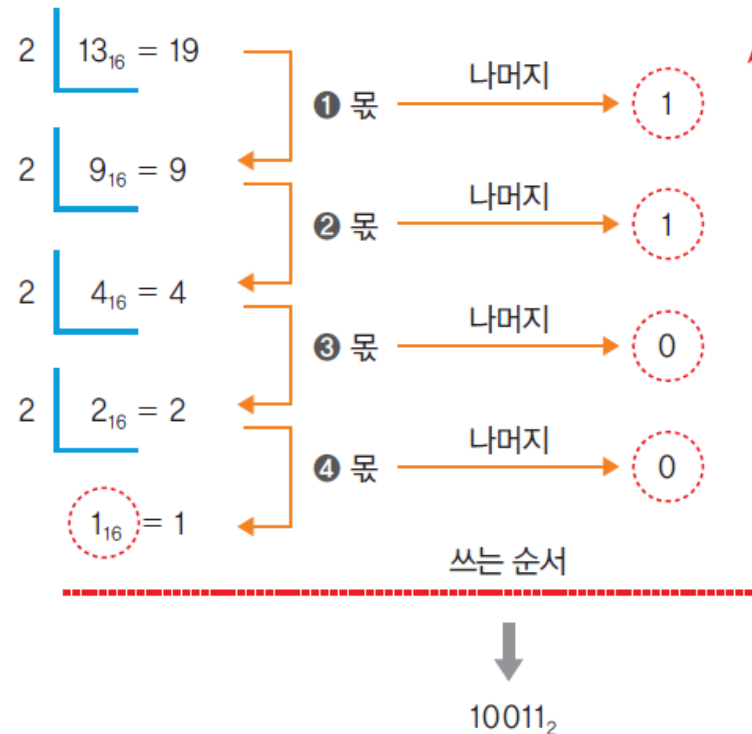 2 13₁₆ = 19
나머지
❶ 몫 1
2 9₁₆ = 9
나머지
❷ 몫 1
2 4₁₆ = 4
나머지
❸ 몫 0
2 2₁₆ = 2
나머지
❹ 몫 0
1₁₆ = 1
쓰는 순서
10011₂